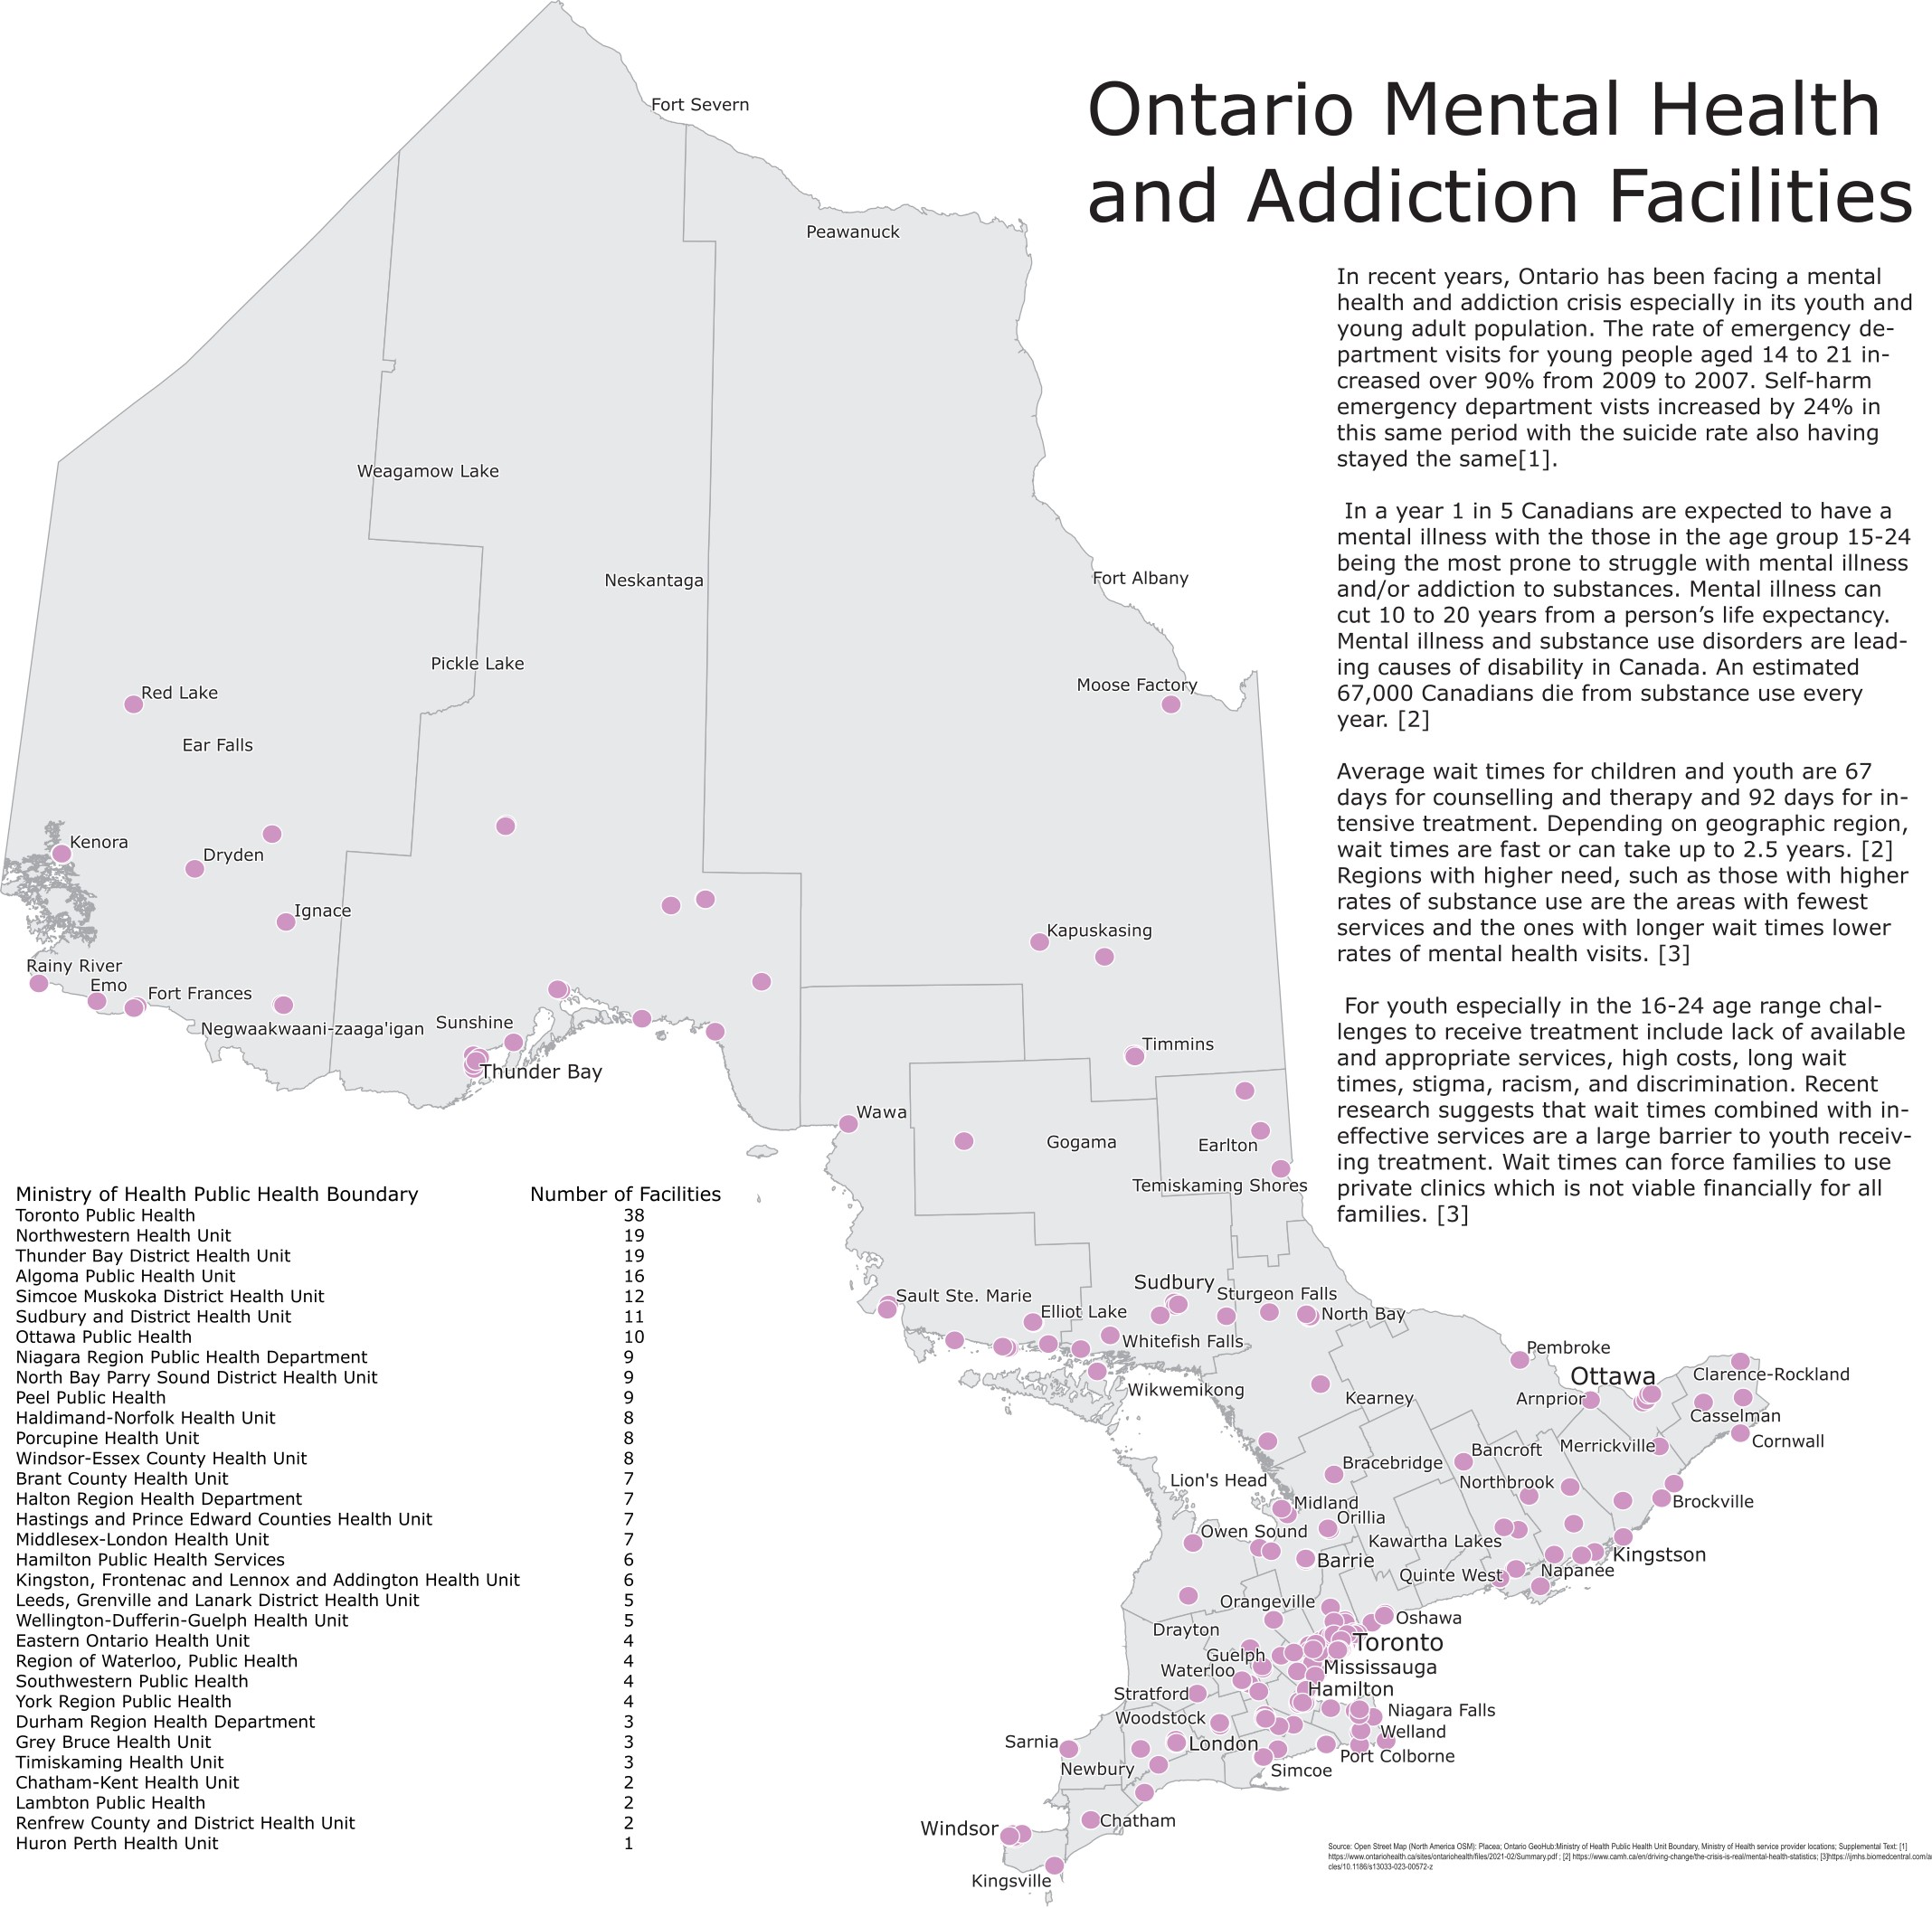 Ontario Mental Health
and Addiction Facilities
In recent years, Ontario has been facing a mental
health and addiction crisis especially in its youth and
young adult population. The rate of emergency de-
partment visits for young people aged 14 to 21 in-
creased over 90% from 2009 to 2007. Self-harm
emergency department vists increased by 24% in
this same period with the suicide rate also having
stayed the same[1].
In a year 1 in 5 Canadians are expected to have a
mental illness with the those in the age group 15-24
being the most prone to struggle with mental illness
and/or addiction to substances. Mental illness can
cut 10 to 20 years from a person's life expectancy.
Mental illness and substance use disorders are lead-
ing causes of disability in Canada. An estimated
67,000 Canadians die from substance use every
year. [2]
Average wait times for children and youth are 67
days for counselling and therapy and 92 days for in-
tensive treatment. Depending on geographic region,
wait times are fast or can take up to 2.5 years. [2]
Regions with higher need, such as those with higher
rates of substance use are the areas with fewest
services and the ones with longer wait times lower
rates of mental health visits. [3]
For youth especially in the 16-24 age range chal-
lenges to receive treatment include lack of available
and appropriate services, high costs, long wait
times, stigma, racism, and discrimination. Recent
research suggests that wait times combined with in-
effective services are a large barrier to youth receiv-
ing treatment. Wait times can force families to use
private clinics which is not viable financially for all
families. [3]
Fort Severn
Peawanuck
Weagamow Lake
Neskantaga
Fort Albany
Pickle Lake
Moose Factory
Red Lake
Ear Falls
Kenora
Dryden
Ignace
Kapuskasing
Rainy River
Emo
Fort Frances
Negwaakwaani-zaaga'igan
Sunshine
Thunder Bay
Timmins
Wawa
Gogama
Earlton
Temiskaming Shores
Sudbury
Sturgeon Falls
Sault Ste. Marie
Elliot Lake
North Bay
Whitefish Falls
Wikwemikong
Pembroke
Ottawa
Clarence-Rockland
Kearney
Arnprior
Casselman
Cornwall
Merrickville
Bancroft
Bracebridge
Lion's Head
Northbrook
Midland
Brockville
Orillia
Owen Sound
Kawartha Lakes
Barrie
Kingstson
Quinte West
Napanee
Orangeville
Oshawa
Drayton
Toronto
Guelph
Waterloo
Mississauga
Stratford
Hamilton
Niagara Falls
Woodstock
Welland
Sarnia
London
Port Colborne
Newbury
Simcoe
Chatham
Windsor
Kingsville
Ministry of Health Public Health Boundary Number of Facilities
Toronto Public Health 38
Northwestern Health Unit 19
Thunder Bay District Health Unit 19
Algoma Public Health Unit 16
Simcoe Muskoka District Health Unit 12
Sudbury and District Health Unit 11
Ottawa Public Health 10
Niagara Region Public Health Department 9
North Bay Parry Sound District Health Unit 9
Peel Public Health 9
Haldimand-Norfolk Health Unit 8
Porcupine Health Unit 8
Windsor-Essex County Health Unit 8
Brant County Health Unit 7
Halton Region Health Department 7
Hastings and Prince Edward Counties Health Unit 7
Middlesex-London Health Unit 7
Hamilton Public Health Services 6
Kingston, Frontenac and Lennox and Addington Health Unit 6
Leeds, Grenville and Lanark District Health Unit 5
Wellington-Dufferin-Guelph Health Unit 5
Eastern Ontario Health Unit 4
Region of Waterloo, Public Health 4
Southwestern Public Health 4
York Region Public Health 4
Durham Region Health Department 3
Grey Bruce Health Unit 3
Timiskaming Health Unit 3
Chatham-Kent Health Unit 2
Lambton Public Health 2
Renfrew County and District Health Unit 2
Huron Perth Health Unit 1
Source: Open Street Map (North America OSM): Placea; Ontario GeoHub:Ministry of Health Public Health Unit Boundary, Ministry of Health service provider locations; Supplemental Text: [1]
https://www.ontariohealth.ca/sites/ontariohealth/files/2021-02/Summary.pdf ; [2] https://www.camh.ca/en/driving-change/the-crisis-is-real/mental-health-statistics; [3]https://ijmhs.biomedcentral.com/a
cles/10.1186/s13033-023-00572-z